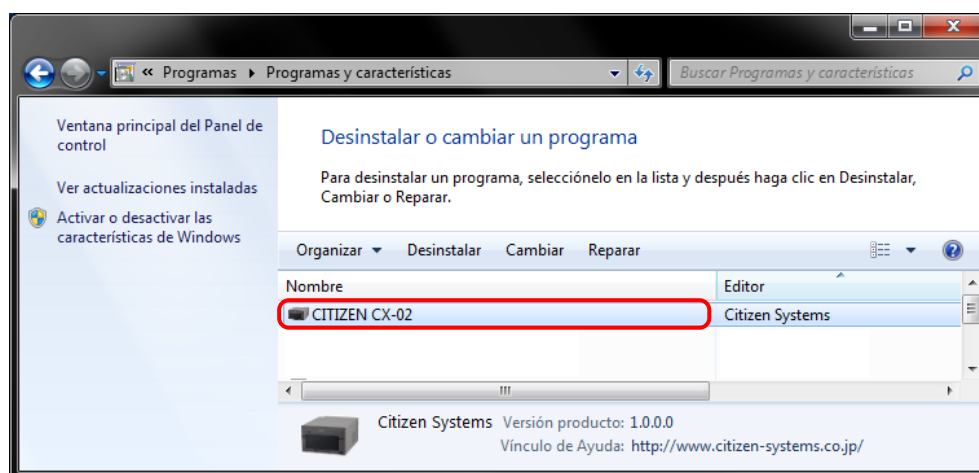 « Programas ▸ Programas y características
Buscar Programas y características
Ventana principal del Panel de
control
Ver actualizaciones instaladas
Activar o desactivar las
características de Windows
Desinstalar o cambiar un programa
Para desinstalar un programa, selecciónelo en la lista y después haga clic en Desinstalar,
Cambiar o Reparar.
Organizar Desinstalar Cambiar Reparar
Nombre Editor
CITIZEN CX-02 Citizen Systems
Citizen Systems Versión producto: 1.0.0.0
Vínculo de Ayuda: http://www.citizen-systems.co.jp/